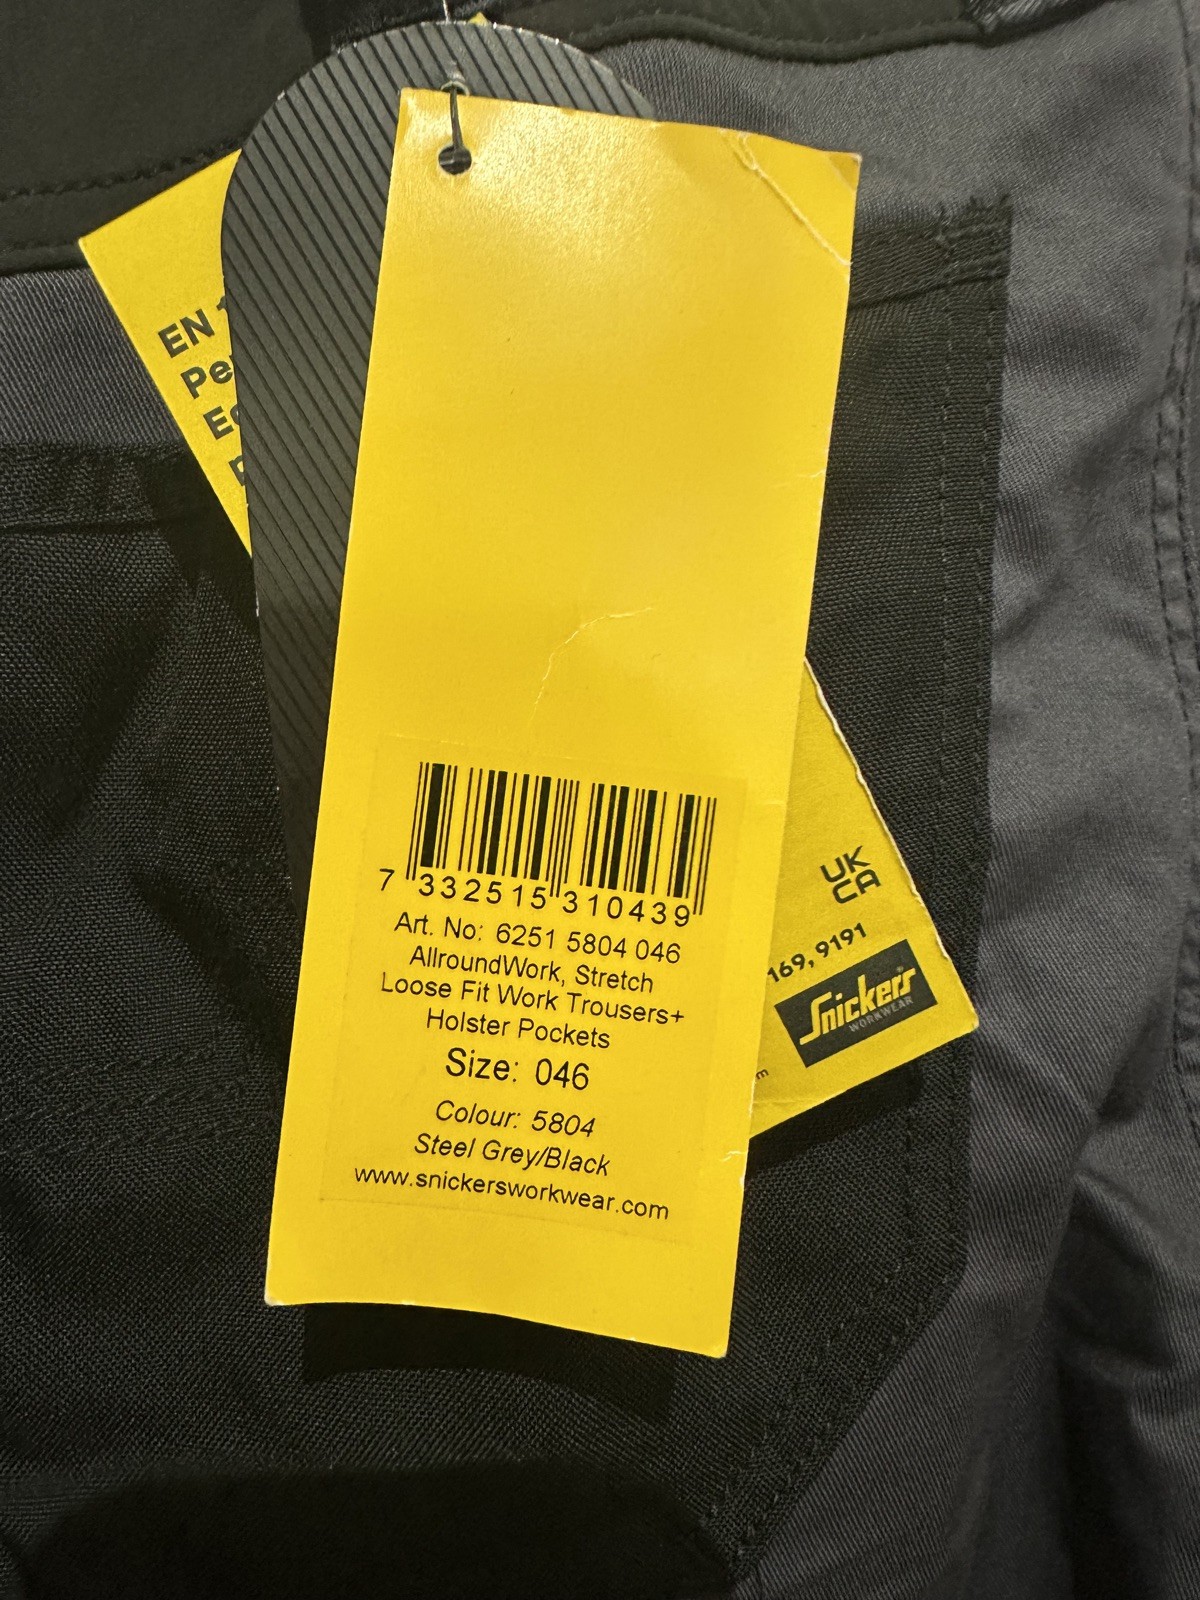 EN
7 332515 310439
Art. No: 6251 5804 046
AllroundWork, Stretch
Loose Fit Work Trousers+
Holster Pockets
Size: 046
Colour: 5804
Steel Grey/Black
www.snickersworkwear.com
UK
CA
169, 9191
Snickers
WORKWEAR